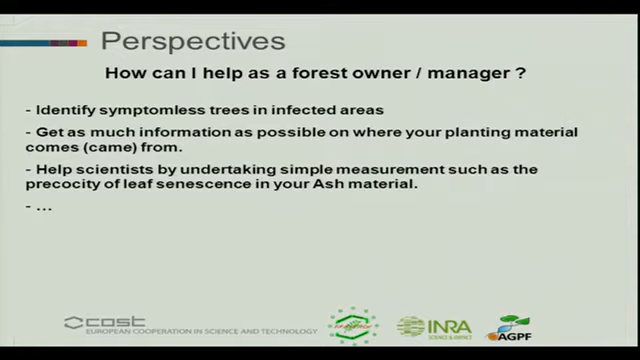 Perspectives
How can I help as a forest owner / manager ?
- Identify symptomless trees in infected areas
- Get as much information as possible on where your planting material
comes (came) from.
- Help scientists by undertaking simple measurement such as the
precocity of leaf senescence in your Ash material.
- ...
cost
EUROPEAN COOPERATION IN SCIENCE AND TECHNOLOGY
INRA
SCIENCE & IMPACT
AGPF